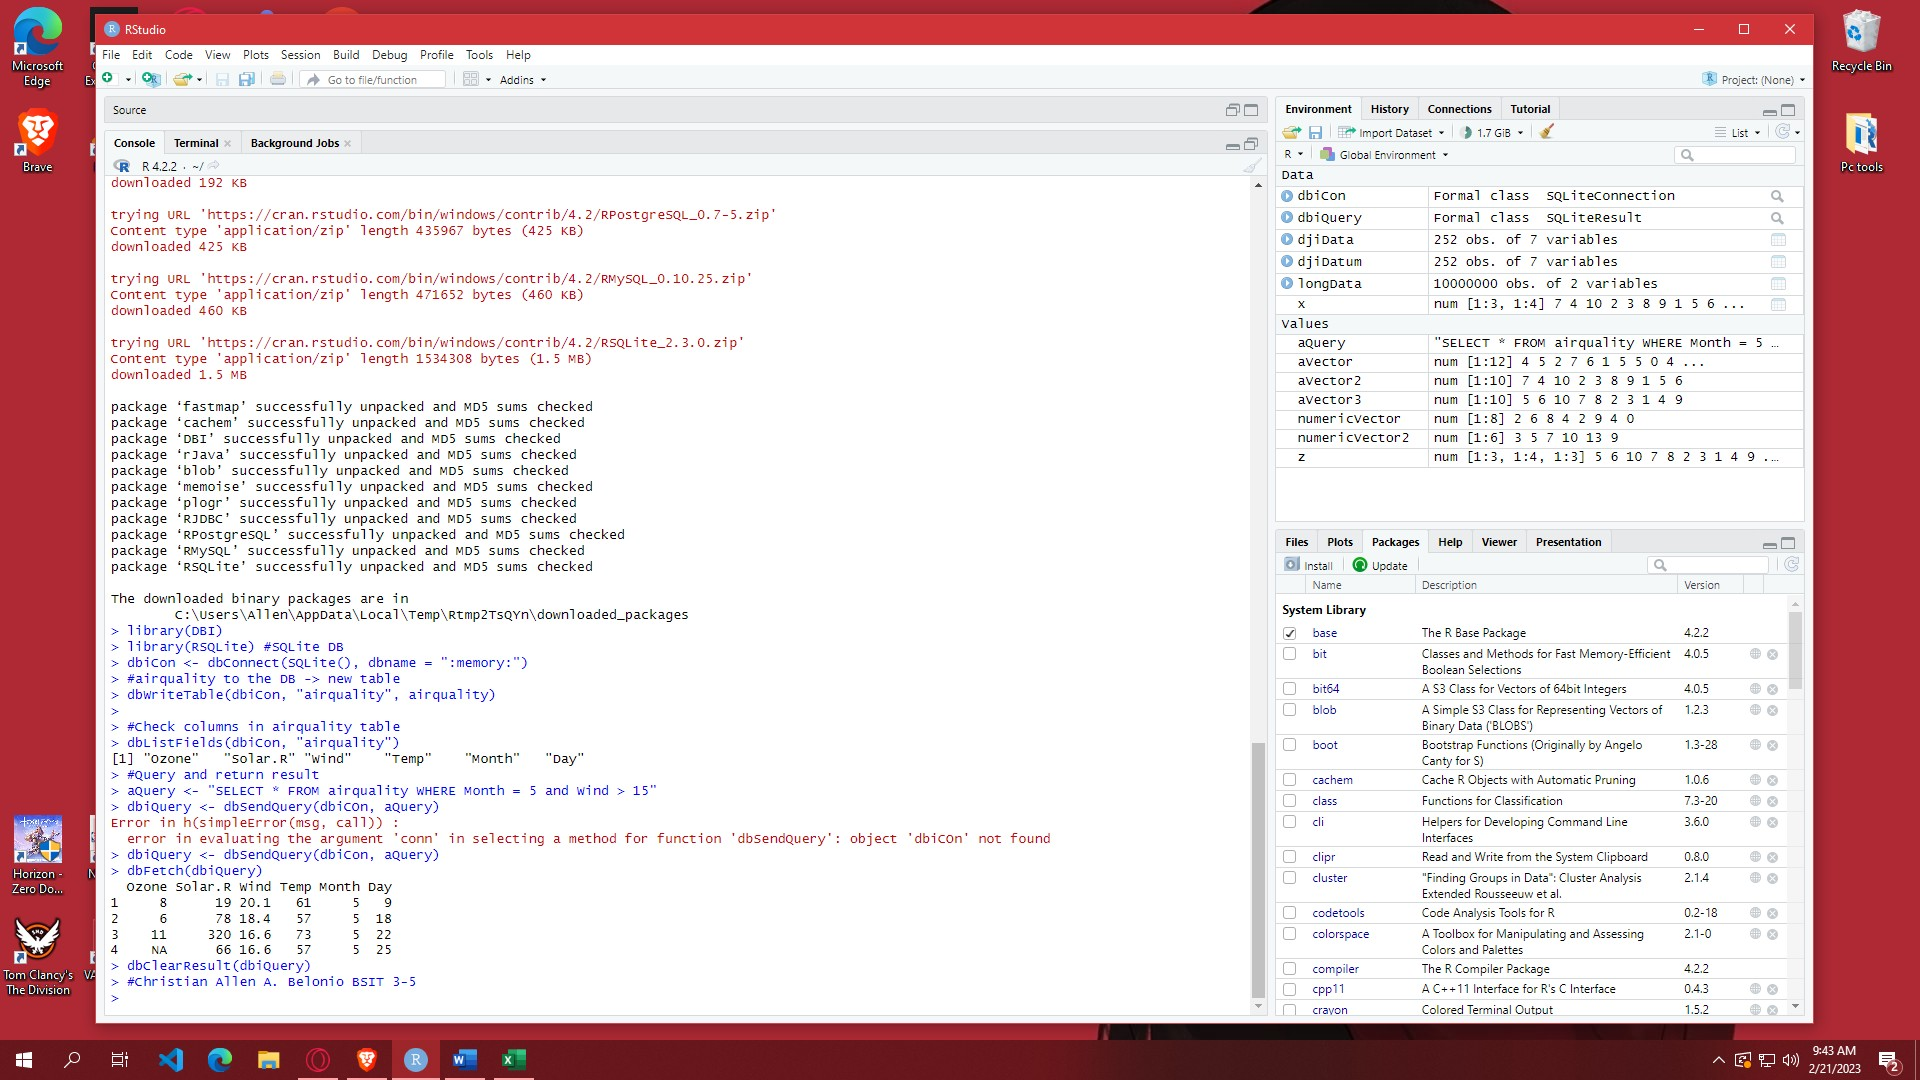 Microsoft
Edge
Brave
Horizon -
Zero Do...
Tom Clancy's
The Division
Recycle Bin
Pc tools
RStudio
File Edit Code View Plots Session Build Debug Profile Tools Help
Go to file/function Addins Project: (None)
Source
Console Terminal Background Jobs
R 4.2.2 · ~/
downloaded 192 KB
trying URL 'https://cran.rstudio.com/bin/windows/contrib/4.2/RPostgreSQL_0.7-5.zip'
Content type 'application/zip' length 435967 bytes (425 KB)
downloaded 425 KB
trying URL 'https://cran.rstudio.com/bin/windows/contrib/4.2/RMySQL_0.10.25.zip'
Content type 'application/zip' length 471652 bytes (460 KB)
downloaded 460 KB
trying URL 'https://cran.rstudio.com/bin/windows/contrib/4.2/RSQLite_2.3.0.zip'
Content type 'application/zip' length 1534308 bytes (1.5 MB)
downloaded 1.5 MB
package ‘fastmap’ successfully unpacked and MD5 sums checked
package ‘cachem’ successfully unpacked and MD5 sums checked
package ‘DBI’ successfully unpacked and MD5 sums checked
package ‘rJava’ successfully unpacked and MD5 sums checked
package ‘blob’ successfully unpacked and MD5 sums checked
package ‘memoise’ successfully unpacked and MD5 sums checked
package ‘plogr’ successfully unpacked and MD5 sums checked
package ‘RJDBC’ successfully unpacked and MD5 sums checked
package ‘RPostgreSQL’ successfully unpacked and MD5 sums checked
package ‘RMySQL’ successfully unpacked and MD5 sums checked
package ‘RSQLite’ successfully unpacked and MD5 sums checked
The downloaded binary packages are in
C:\Users\Allen\AppData\Local\Temp\Rtmp2TsQYn\downloaded_packages
> library(DBI)
> library(RSQLite) #SQLite DB
> dbiCon <- dbConnect(SQLite(), dbname = ":memory:")
> #airquality to the DB -> new table
> dbWriteTable(dbiCon, "airquality", airquality)
>
> #Check columns in airquality table
> dbListFields(dbiCon, "airquality")
[1] "Ozone" "Solar.R" "Wind" "Temp" "Month" "Day"
> #Query and return result
> aQuery <- "SELECT * FROM airquality WHERE Month = 5 and Wind > 15"
> dbiQuery <- dbSendQuery(dbiCOn, aQuery)
Error in h(simpleError(msg, call)) :
error in evaluating the argument 'conn' in selecting a method for function 'dbSendQuery': object 'dbiCOn' not found
> dbiQuery <- dbSendQuery(dbiCon, aQuery)
> dbFetch(dbiQuery)
Ozone Solar.R Wind Temp Month Day
1 8 19 20.1 61 5 9
2 6 78 18.4 57 5 18
3 11 320 16.6 73 5 22
4 NA 66 16.6 57 5 25
> dbClearResult(dbiQuery)
> #Christian Allen A. Belonio BSIT 3-5
>
Environment History Connections Tutorial
Import Dataset 1.7 GiB List
R Global Environment
Data
dbiCon Formal class SQLiteConnection
dbiQuery Formal class SQLiteResult
djiData 252 obs. of 7 variables
djiDatum 252 obs. of 7 variables
longData 10000000 obs. of 2 variables
x num [1:3, 1:4] 7 4 10 2 3 8 9 1 5 6 ...
Values
aQuery "SELECT * FROM airquality WHERE Month = 5 …
aVector num [1:12] 4 5 2 7 6 1 5 5 0 4 ...
aVector2 num [1:10] 7 4 10 2 3 8 9 1 5 6
aVector3 num [1:10] 5 6 10 7 8 2 3 1 4 9
numericVector num [1:8] 2 6 8 4 2 9 4 0
numericVector2 num [1:6] 3 5 7 10 13 9
z num [1:3, 1:4, 1:3] 5 6 10 7 8 2 3 1 4 9 .…
Files Plots Packages Help Viewer Presentation
Install Update
Name Description Version
System Library
base The R Base Package 4.2.2
bit Classes and Methods for Fast Memory-Efficient 4.0.5
Boolean Selections
bit64 A S3 Class for Vectors of 64bit Integers 4.0.5
blob A Simple S3 Class for Representing Vectors of 1.2.3
Binary Data ('BLOBS')
boot Bootstrap Functions (Originally by Angelo 1.3-28
Canty for S)
cachem Cache R Objects with Automatic Pruning 1.0.6
class Functions for Classification 7.3-20
cli Helpers for Developing Command Line 3.6.0
Interfaces
clipr Read and Write from the System Clipboard 0.8.0
cluster "Finding Groups in Data": Cluster Analysis 2.1.4
Extended Rousseeuw et al.
codetools Code Analysis Tools for R 0.2-18
colorspace A Toolbox for Manipulating and Assessing 2.1-0
Colors and Palettes
compiler The R Compiler Package 4.2.2
cpp11 A C++11 Interface for R's C Interface 0.4.3
crayon Colored Terminal Output 1.5.2
9:43 AM
2/21/2023
2